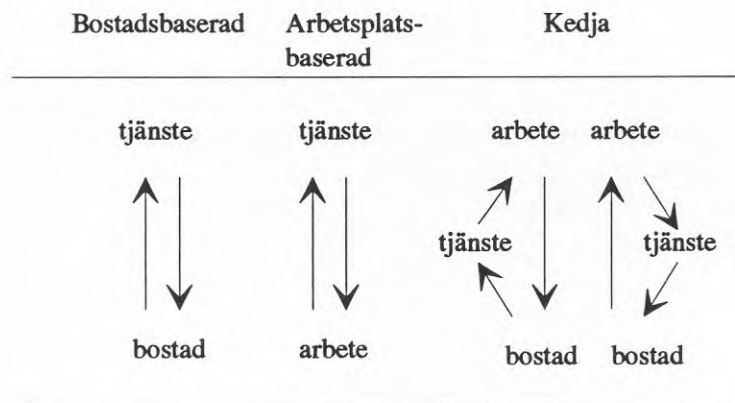 Bostadsbaserad Arbetsplats- Kedja
baserad
tjänste tjänste arbete arbete
tjänste tjänste
bostad arbete bostad bostad